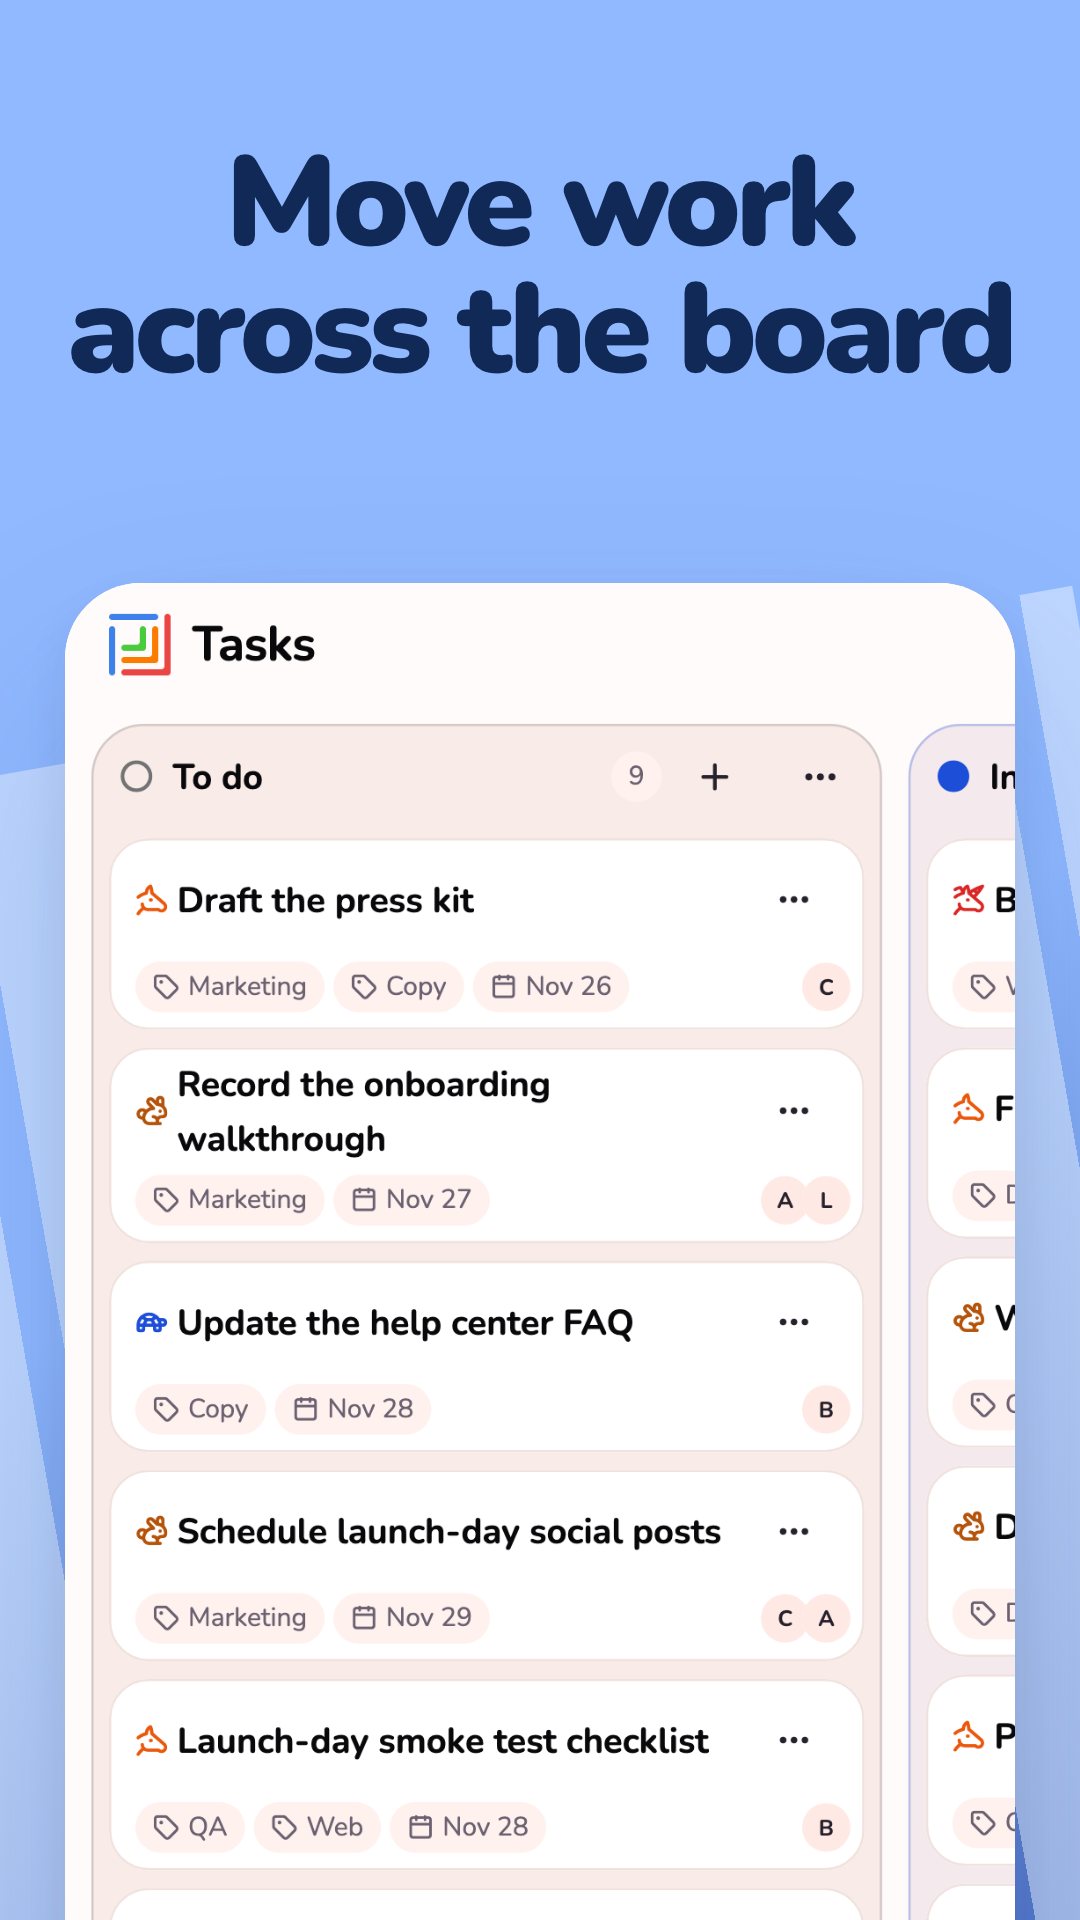 Move work
across the board
Tasks
To do
9
In
Draft the press kit
Marketing
Copy
Nov 26
C
Record the onboarding
walkthrough
Marketing
Nov 27
A
L
Update the help center FAQ
Copy
Nov 28
B
Schedule launch-day social posts
Marketing
Nov 29
C
A
Launch-day smoke test checklist
QA
Web
Nov 28
B
B
F
W
D
P